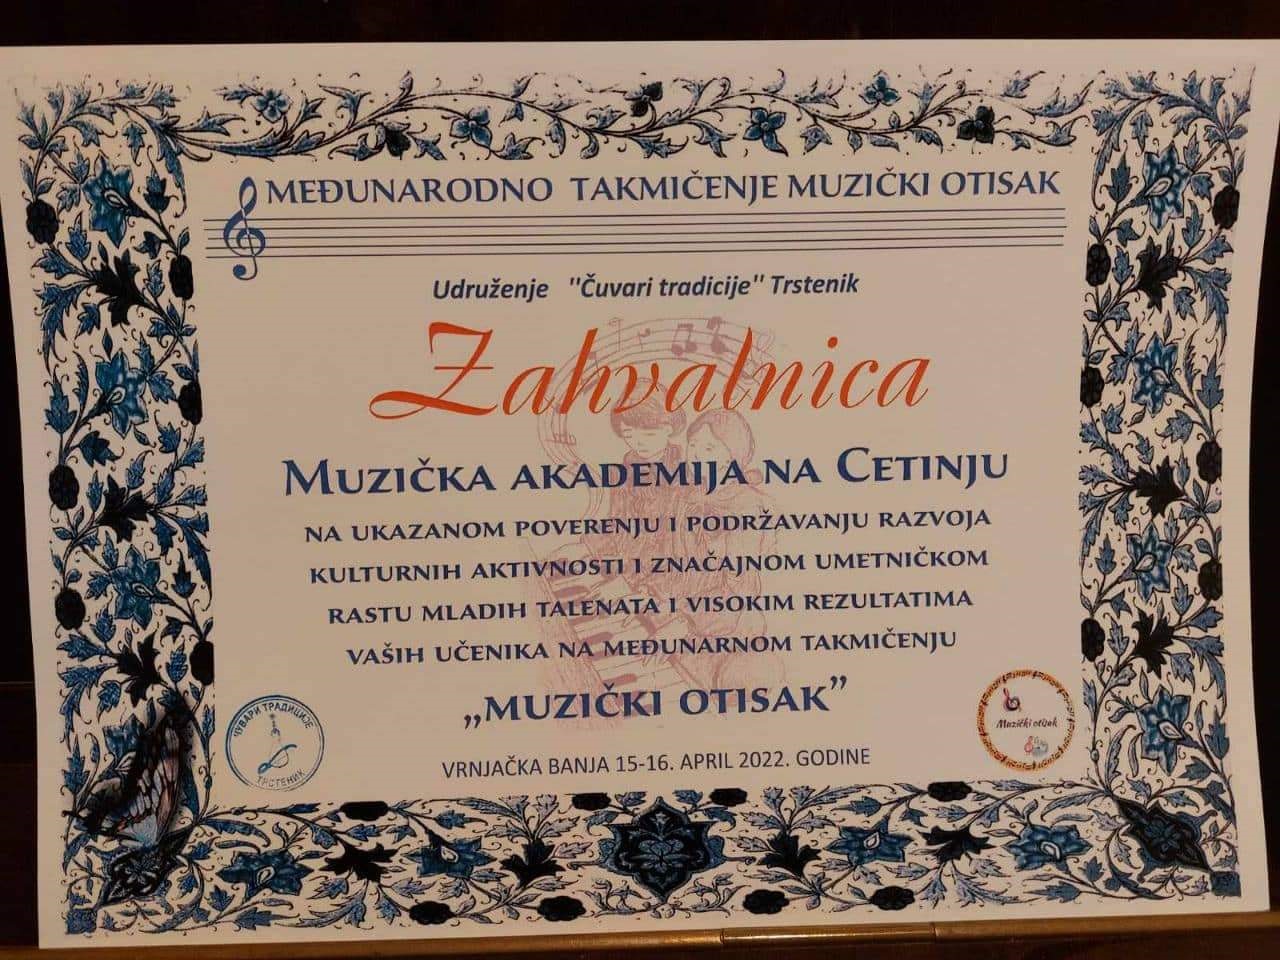 MEĐUNARODNO TAKMIČENJE MUZIČKI OTISAK
Udruženje "Čuvari tradicije" Trstenik
Zahvalnica
MUZIČKA AKADEMIJA NA CETINJU
NA UKAZANOM POVERENJU I PODRŽAVANJU RAZVOJA
KULTURNIH AKTIVNOSTI I ZNAČAJNOM UMETNIČKOM
RASTU MLADIH TALENATA I VISOKIM REZULTATIMA
VAŠIH UČENIKA NA MEĐUNARNOM TAKMIČENJU
„MUZIČKI OTISAK”
ЧУВАРИ ТРАДИЦИЈЕ
ТРСТЕНИК
Muzički otisak
VRNJAČKA BANJA 15-16. APRIL 2022. GODINE